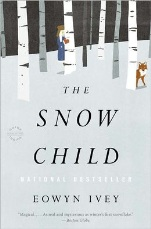 THE
SNOW
CHILD
NATIONAL BESTSELLER
EOWYN IVEY